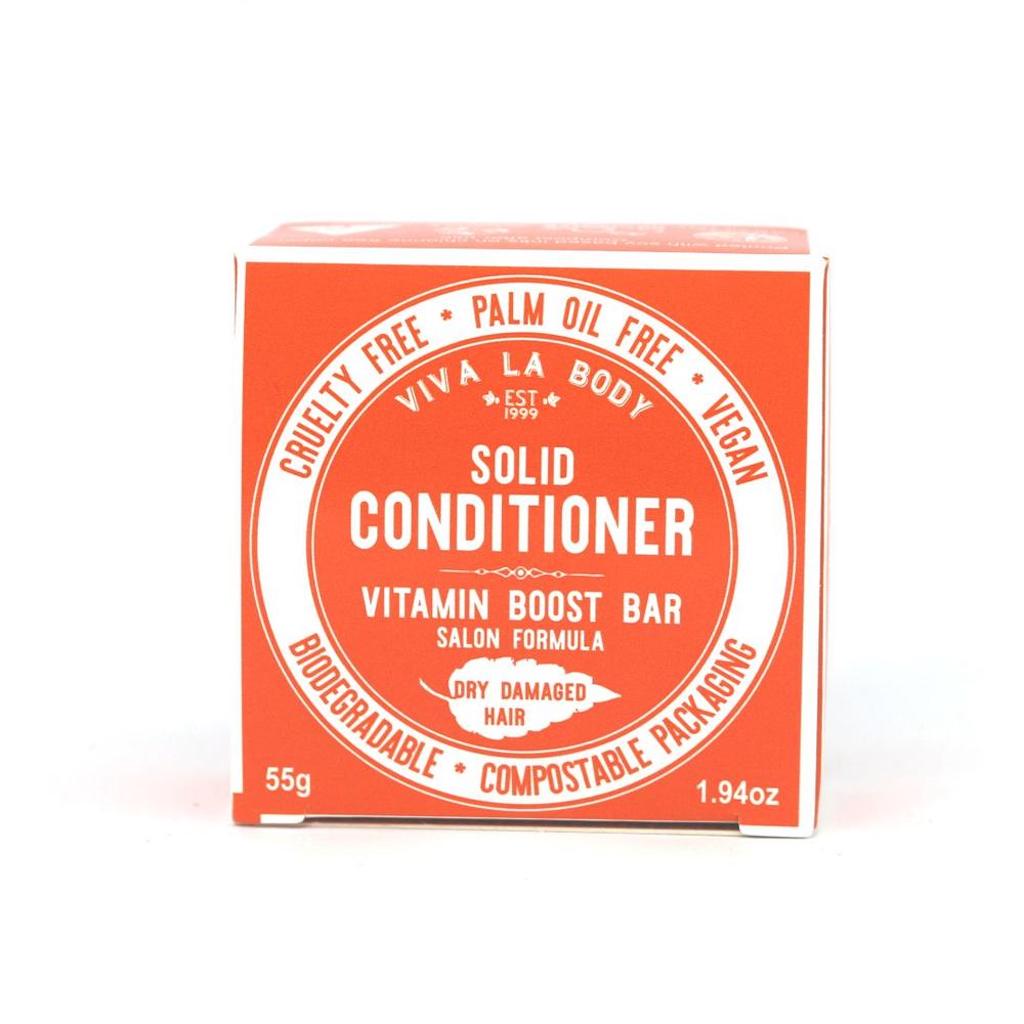 CRUELTY FREE * PALM OIL FREE * VEGAN
VIVA LA BODY
EST
1999
SOLID
CONDITIONER
VITAMIN BOOST BAR
SALON FORMULA
DRY DAMAGED
HAIR
BIODEGRADABLE * COMPOSTABLE PACKAGING
55g
1.94oz